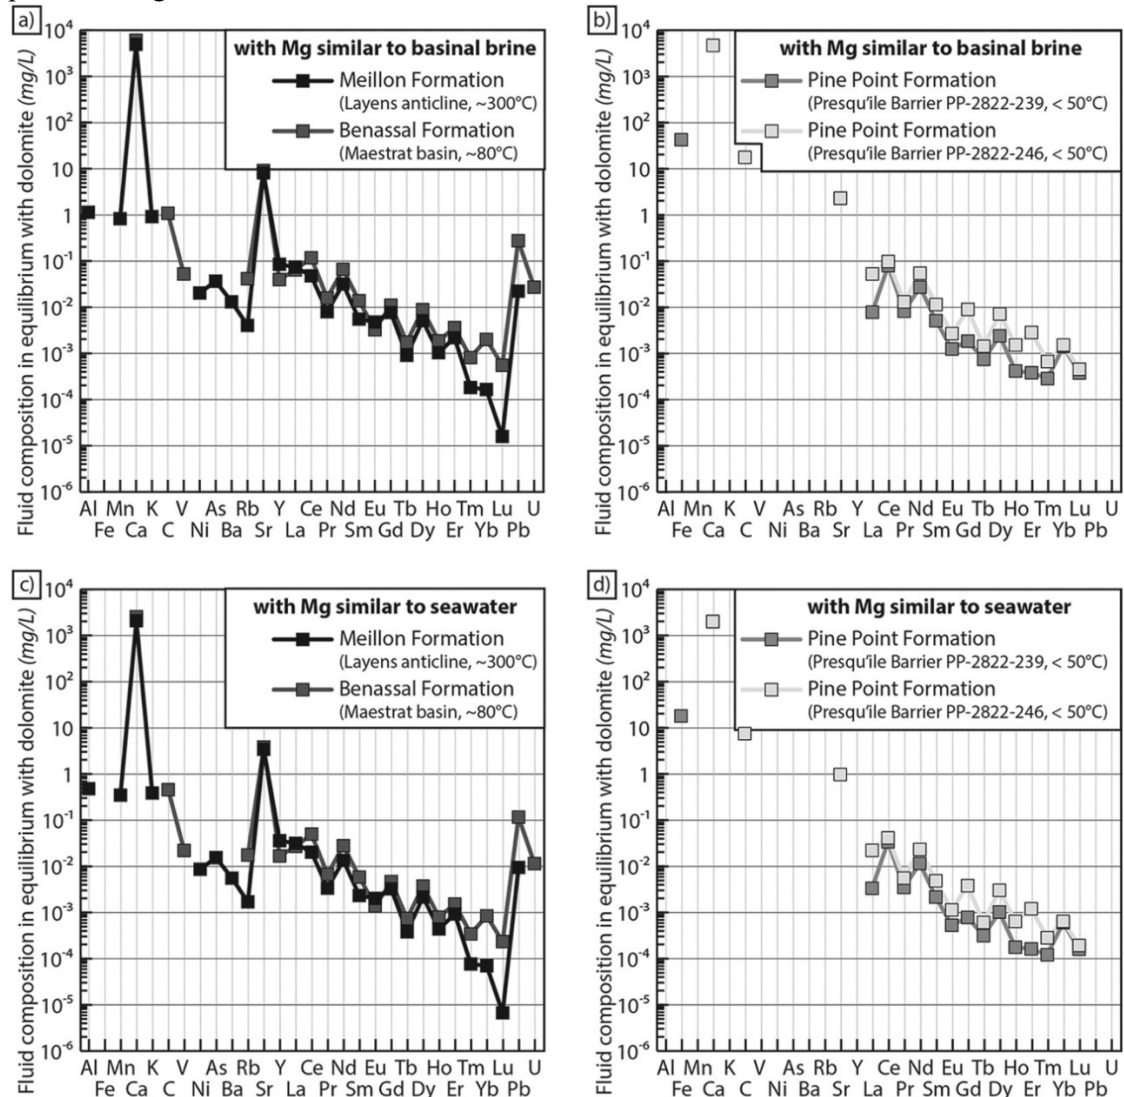 a)
Fluid composition in equilibrium with dolomite (mg/L)
10⁴
10³
10²
10
1
10⁻¹
10⁻²
10⁻³
10⁻⁴
10⁻⁵
10⁻⁶
with Mg similar to basinal brine
Meillon Formation
(Layens anticline, ~300°C)
Benassal Formation
(Maestrat basin, ~80°C)
Al Mn K V As Rb Y Ce Nd Eu Tb Ho Tm Lu U
Fe Ca C Ni Ba Sr La Pr Sm Gd Dy Er Yb Pb
b)
Fluid composition in equilibrium with dolomite (mg/L)
10⁴
10³
10²
10
1
10⁻¹
10⁻²
10⁻³
10⁻⁴
10⁻⁵
10⁻⁶
with Mg similar to basinal brine
Pine Point Formation
(Presqu’ile Barrier PP-2822-239, < 50°C)
Pine Point Formation
(Presqu’ile Barrier PP-2822-246, < 50°C)
Al Mn K V As Rb Y Ce Nd Eu Tb Ho Tm Lu U
Fe Ca C Ni Ba Sr La Pr Sm Gd Dy Er Yb Pb
c)
Fluid composition in equilibrium with dolomite (mg/L)
10⁴
10³
10²
10
1
10⁻¹
10⁻²
10⁻³
10⁻⁴
10⁻⁵
10⁻⁶
with Mg similar to seawater
Meillon Formation
(Layens anticline, ~300°C)
Benassal Formation
(Maestrat basin, ~80°C)
Al Mn K V As Rb Y Ce Nd Eu Tb Ho Tm Lu U
Fe Ca C Ni Ba Sr La Pr Sm Gd Dy Er Yb Pb
d)
Fluid composition in equilibrium with dolomite (mg/L)
10⁴
10³
10²
10
1
10⁻¹
10⁻²
10⁻³
10⁻⁴
10⁻⁵
10⁻⁶
with Mg similar to seawater
Pine Point Formation
(Presqu’ile Barrier PP-2822-239, < 50°C)
Pine Point Formation
(Presqu’ile Barrier PP-2822-246, < 50°C)
Al Mn K V As Rb Y Ce Nd Eu Tb Ho Tm Lu U
Fe Ca C Ni Ba Sr La Pr Sm Gd Dy Er Yb Pb